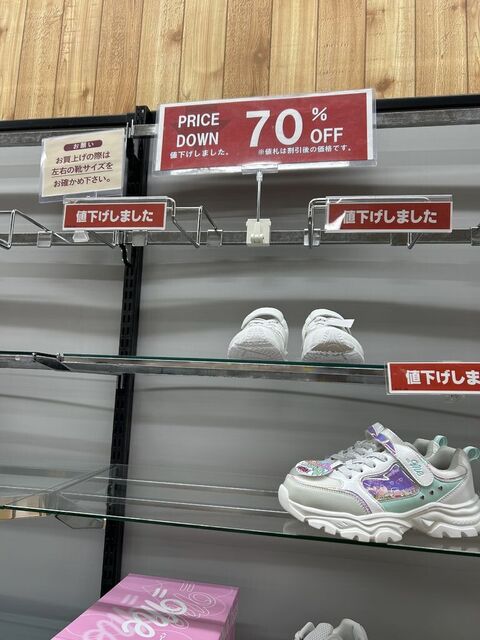 PRICE
DOWN
70%
OFF
値下げしました。
※値札は割引後の価格です。
お願い
お買上げの際は
左右の靴サイズを
お確かめ下さい。
値下げしました
値下げしました
値下げしま